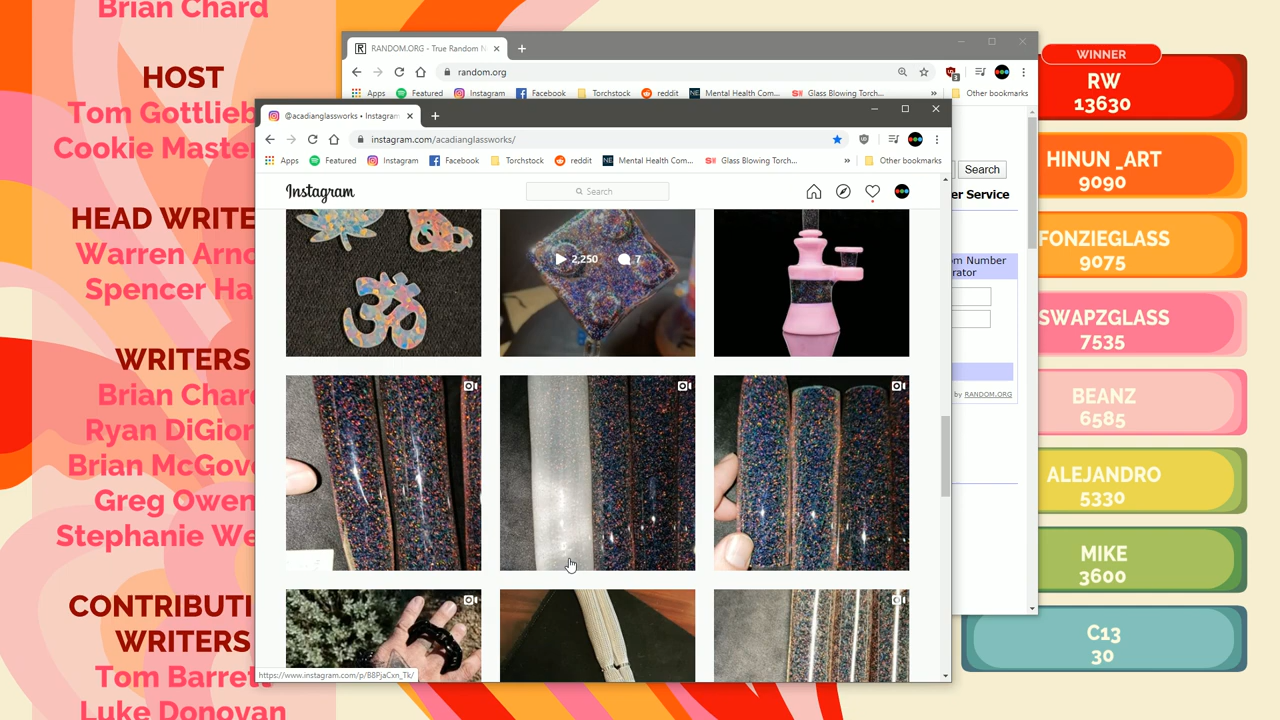 Brian Chard
HOST
Tom Gottlieb
Cookie Master
HEAD WRITE
Warren Arno
Spencer Ha
WRITERS
Brian Chard
Ryan DiGior
Brian McGove
Greg Owen
Stephanie We
CONTRIBUTI
WRITERS
Tom Barrett
Luke Donovan
RANDOM.ORG - True Random N
random.org
Apps
Featured
Instagram
Facebook
Torchstock
reddit
Mental Health Com...
Glass Blowing Torch...
»
Other bookmarks
Search
er Service
om Number
rator
by RANDOM.ORG
@acadianglassworks • Instagram
instagram.com/acadianglassworks/
Apps
Featured
Instagram
Facebook
Torchstock
reddit
Mental Health Com...
Glass Blowing Torch...
»
Other bookmarks
Instagram
Search
2,250
7
https://www.instagram.com/p/B8PjaCxn_Tk/
WINNER
RW
13630
HINUN _ART
9090
FONZIEGLASS
9075
SWAPZGLASS
7535
BEANZ
6585
ALEJANDRO
5330
MIKE
3600
C13
30